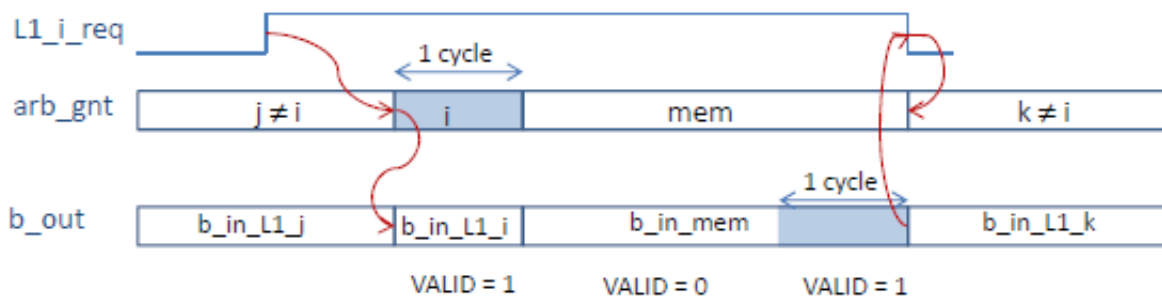 L1_i_req
1 cycle
arb_gnt
j ≠ i
i
mem
k ≠ i
1 cycle
b_out
b_in_L1_j
b_in_L1_i
b_in_mem
b_in_L1_k
VALID = 1
VALID = 0
VALID = 1